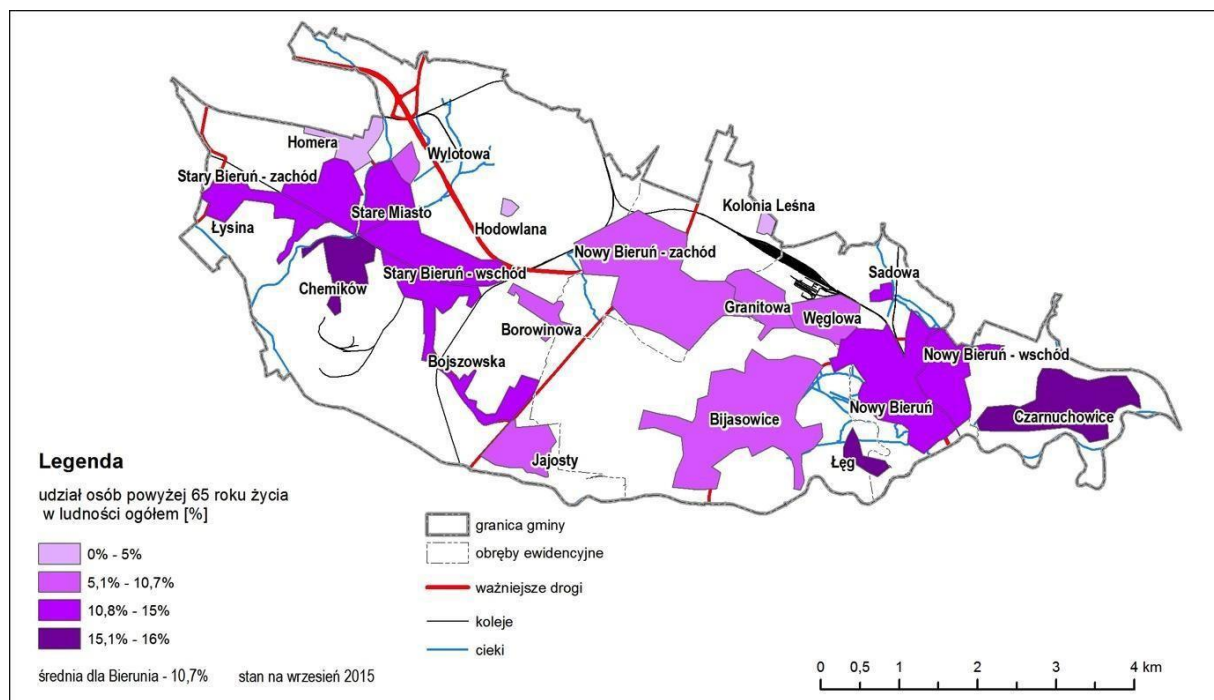 Homera
Wylotowa
Stary Bieruń - zachód
Kolonia Leśna
Stare Miasto
Łysina
Hodowlana
Nowy Bieruń - zachód
Stary Bieruń - wschód
Sadowa
Chemików
Granitowa
Węglowa
Borowinowa
Nowy Bieruń - wschód
Bojszowska
Nowy Bieruń
Bijasowice
Czarnuchowice
Jajosty
Łęg
Legenda
udział osób powyżej 65 roku życia
w ludności ogółem [%]
0% - 5%
5,1% - 10,7%
10,8% - 15%
15,1% - 16%
średnia dla Bierunia - 10,7% stan na wrzesień 2015
granica gminy
obręby ewidencyjne
ważniejsze drogi
koleje
cieki
0 0,5 1 2 3 4 km